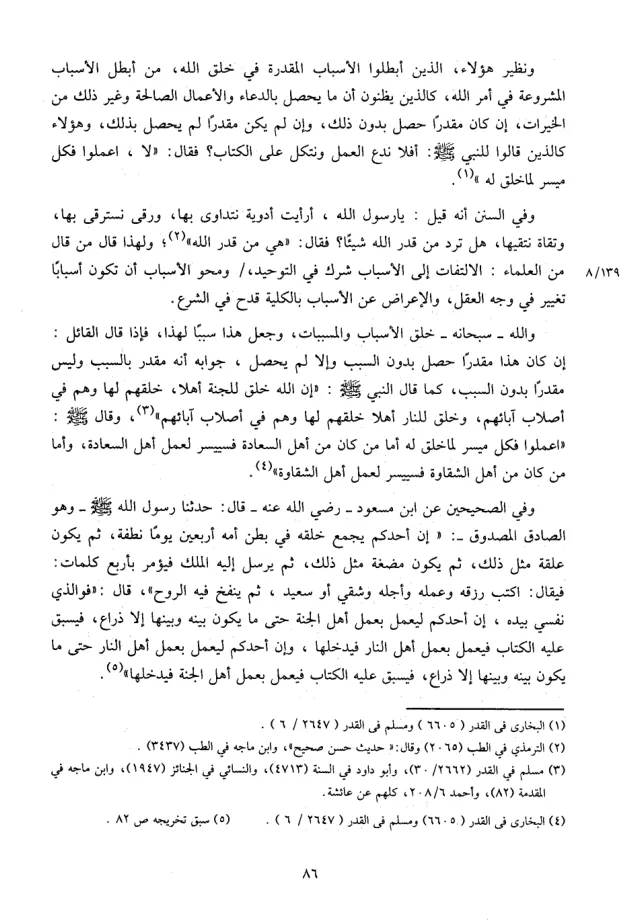 ونظير هؤلاء، الذين أبطلوا الأسباب المقدرة في خلق الله، من أبطل الأسباب
المشروعة في أمر الله، كالذين يظنون أن ما يحصل بالدعاء والأعمال الصالحة وغير ذلك من
الخيرات، إن كان مقدرًا حصل بدون ذلك، وإن لم يكن مقدرًا لم يحصل بذلك، وهؤلاء
كالذين قالوا للنبي ﷺ: أفلا ندع العمل ونتكل على الكتاب؟ فقال: «لا ، اعملوا فكل
ميسر لماخلق له »(١).
وفي السنن أنه قيل : يارسول الله ، أرأيت أدوية نتداوى بها، ورقى نسترقى بها،
وتقاة نتقيها، هل ترد من قدر الله شيئًا؟ فقال: «هي من قدر الله»(٢)؛ ولهذا قال من قال
من العلماء : الالتفات إلى الأسباب شرك في التوحيد،/ ومحو الأسباب أن تكون أسبابًا ٨/١٣٩
تغيير في وجه العقل، والإعراض عن الأسباب بالكلية قدح في الشرع.
والله ـ سبحانه ـ خلق الأسباب والمسببات، وجعل هذا سببًا لهذا، فإذا قال القائل :
إن كان هذا مقدرًا حصل بدون السبب وإلا لم يحصل ، جوابه أنه مقدر بالسبب وليس
مقدرًا بدون السبب، كما قال النبي ﷺ : «إن الله خلق للجنة أهلا، خلقهم لها وهم في
أصلاب آبائهم، وخلق للنار أهلا خلقهم لها وهم في أصلاب آبائهم»(٣)، وقال ﷺ :
«اعملوا فكل ميسر لماخلق له أما من كان من أهل السعادة فسييسر لعمل أهل السعادة، وأما
من كان من أهل الشقاوة فسييسر لعمل أهل الشقاوة»(٤).
وفي الصحيحين عن ابن مسعود ـ رضي الله عنه ـ قال: حدثنا رسول الله ﷺ ـ وهو
الصادق المصدوق ـ: « إن أحدكم يجمع خلقه في بطن أمه أربعين يومًا نطفة، ثم يكون
علقة مثل ذلك، ثم يكون مضغة مثل ذلك، ثم يرسل إليه الملك فيؤمر بأربع كلمات:
فيقال: اكتب رزقه وعمله وأجله وشقي أو سعيد ، ثم ينفخ فيه الروح»، قال :«فوالذي
نفسي بيده ، إن أحدكم ليعمل بعمل أهل الجنة حتى ما يكون بينه وبينها إلا ذراع، فيسبق
عليه الكتاب فيعمل بعمل أهل النار فيدخلها ، وإن أحدكم ليعمل بعمل أهل النار حتى ما
يكون بينه وبينها إلا ذراع، فيسبق عليه الكتاب فيعمل بعمل أهل الجنة فيدخلها»(٥).
(١) البخارى فى القدر ( ٦٦٠٥ ) ومسلم فى القدر ( ٢٦٤٧ / ٦ ) .
(٢) الترمذي في الطب (٢٠٦٥) وقال:« حديث حسن صحيح»، وابن ماجه في الطب (٣٤٣٧) .
(٣) مسلم في القدر (٢٦٦٢/ ٣٠)، وأبو داود في السنة (٤٧١٣)، والنسائي في الجنائز (١٩٤٧)، وابن ماجه في
المقدمة (٨٢)، وأحمد ٢٠٨/٦، كلهم عن عائشة.
(٤) البخارى فى القدر ( ٦٦٠٥) ومسلم فى القدر ( ٢٦٤٧ / ٦ ) . (٥) سبق تخريجه ص ٨٢ .
٨٦